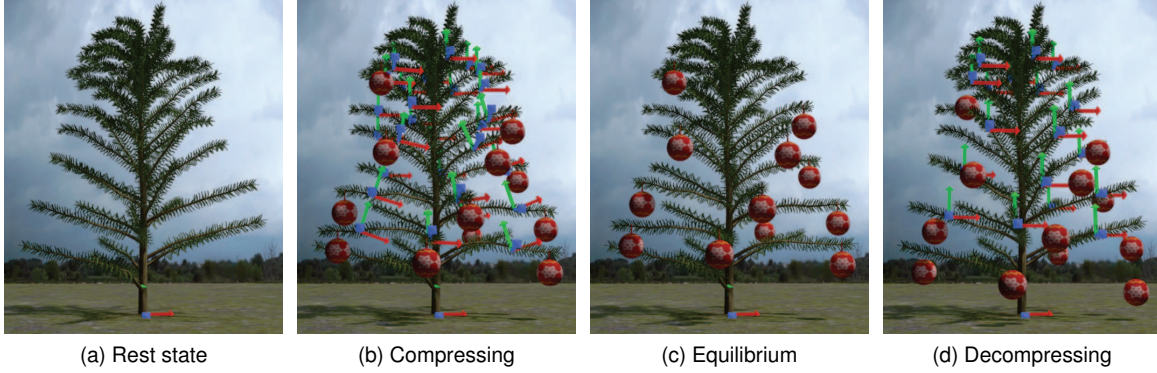 (a) Rest state
(b) Compressing
(c) Equilibrium
(d) Decompressing